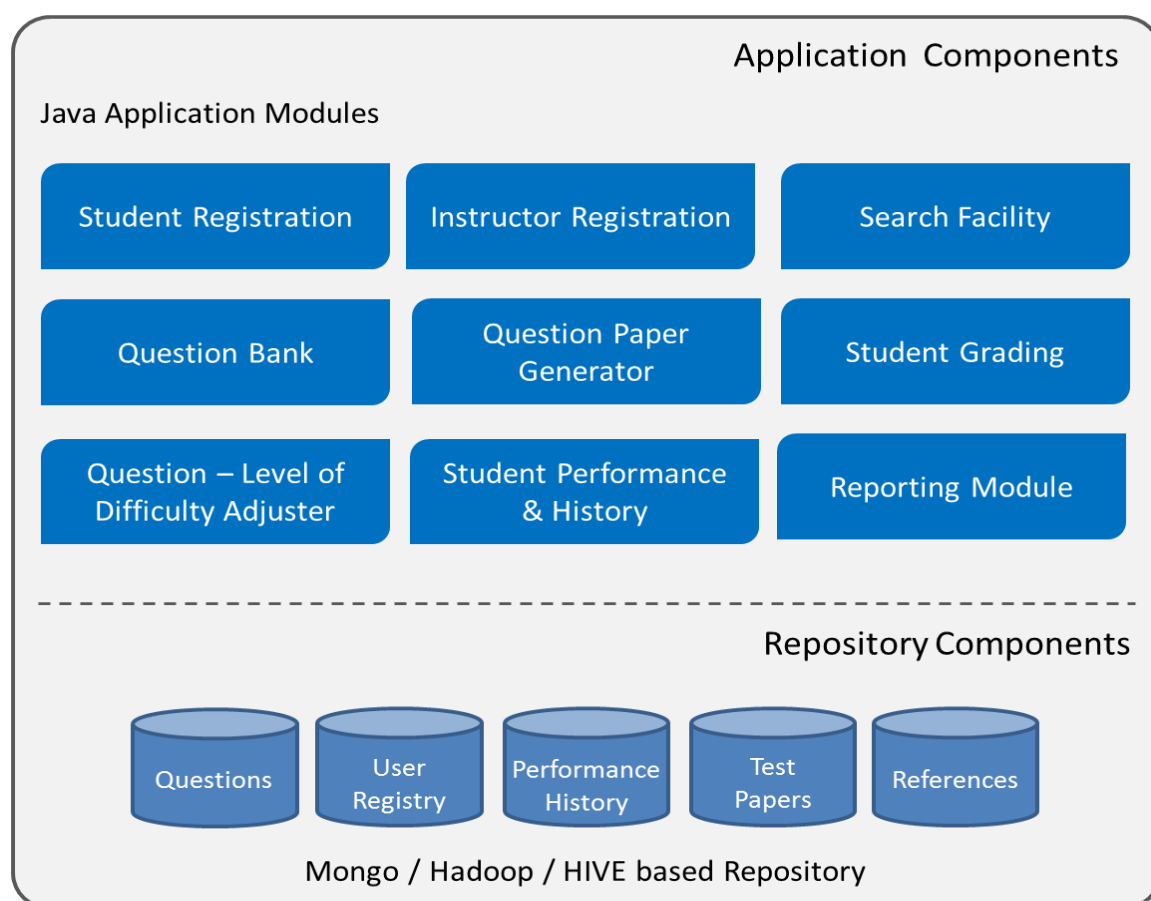 Application Components
Java Application Modules
Student Registration
Instructor Registration
Search Facility
Question Bank
Question Paper
Generator
Student Grading
Question – Level of
Difficulty Adjuster
Student Performance
& History
Reporting Module
Repository Components
Questions
User
Registry
Performance
History
Test
Papers
References
Mongo / Hadoop / HIVE based Repository